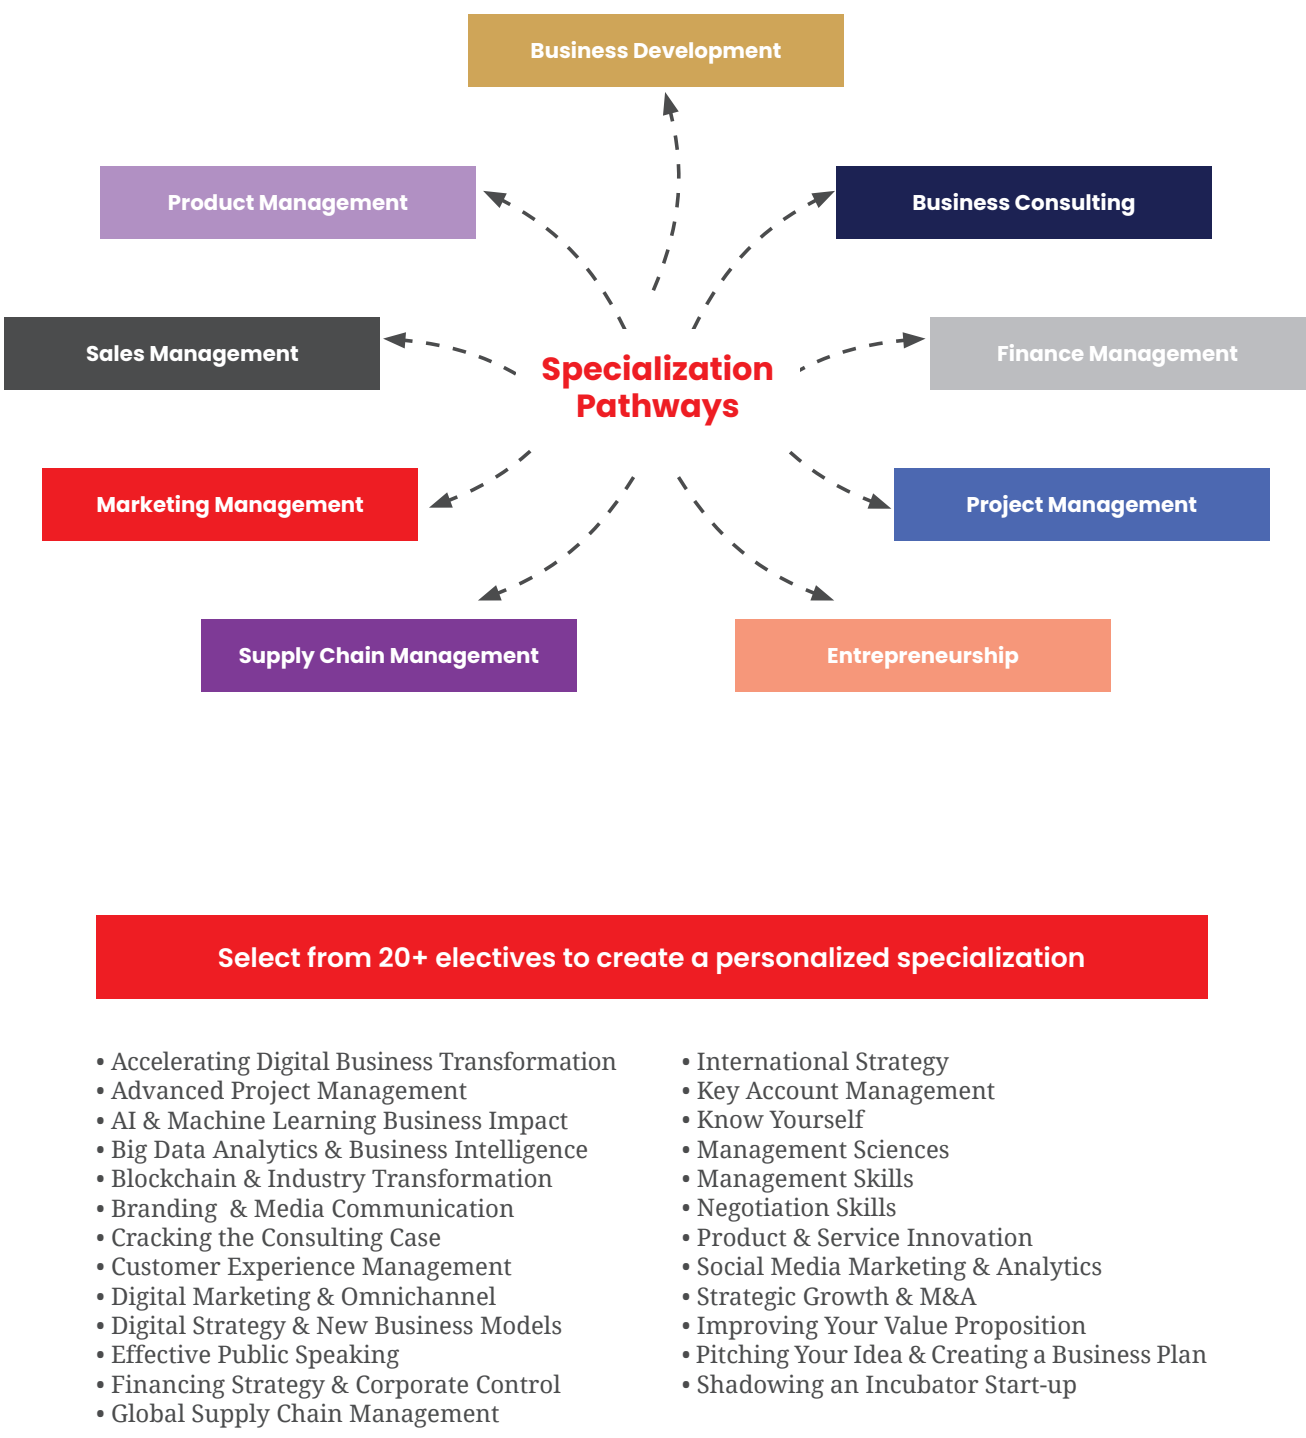 Business Development
Product Management
Business Consulting
Sales Management
Finance Management
Specialization
Pathways
Marketing Management
Project Management
Supply Chain Management
Entrepreneurship
Select from 20+ electives to create a personalized specialization
• Accelerating Digital Business Transformation
• Advanced Project Management
• AI & Machine Learning Business Impact
• Big Data Analytics & Business Intelligence
• Blockchain & Industry Transformation
• Branding  & Media Communication
• Cracking the Consulting Case
• Customer Experience Management
• Digital Marketing & Omnichannel
• Digital Strategy & New Business Models
• Effective Public Speaking
• Financing Strategy & Corporate Control
• Global Supply Chain Management
• International Strategy
• Key Account Management
• Know Yourself
• Management Sciences
• Management Skills
• Negotiation Skills
• Product & Service Innovation
• Social Media Marketing & Analytics
• Strategic Growth & M&A
• Improving Your Value Proposition
• Pitching Your Idea & Creating a Business Plan
• Shadowing an Incubator Start-up